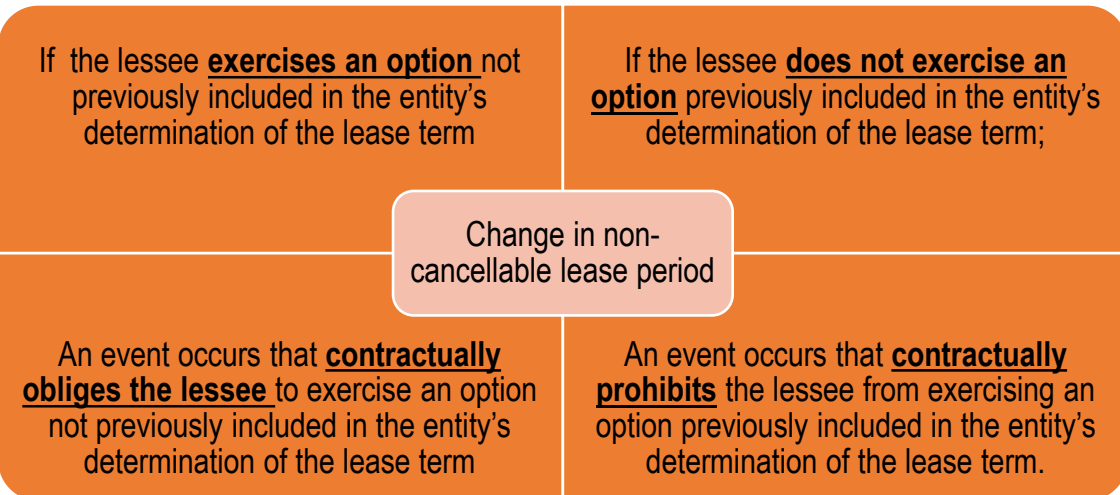 If the lessee exercises an option not
previously included in the entity’s
determination of the lease term
If the lessee does not exercise an
option previously included in the entity’s
determination of the lease term;
Change in non-
cancellable lease period
An event occurs that contractually
obliges the lessee to exercise an option
not previously included in the entity’s
determination of the lease term
An event occurs that contractually
prohibits the lessee from exercising an
option previously included in the entity’s
determination of the lease term.